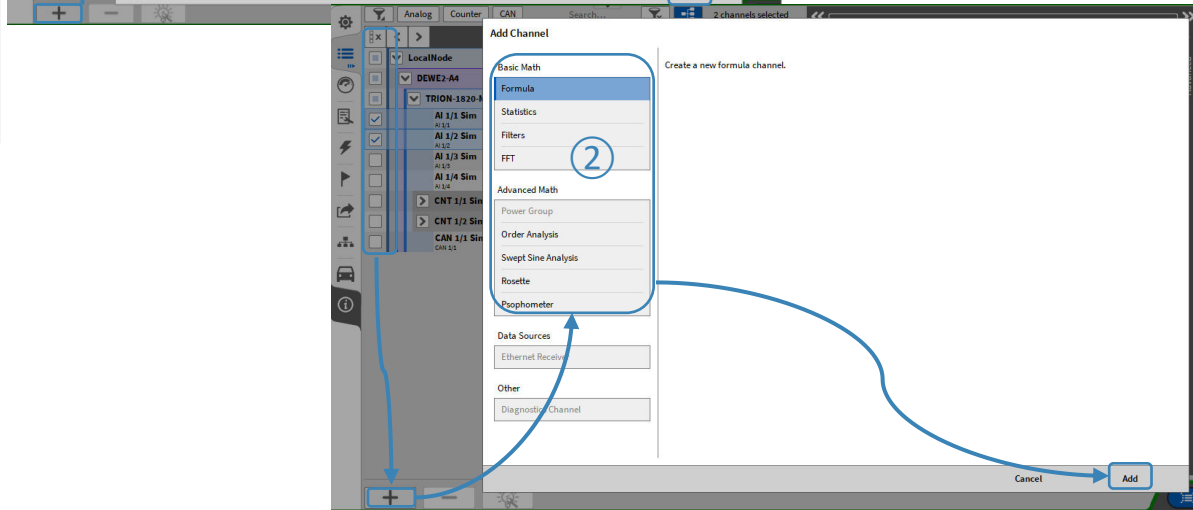 Analog Counter CAN Search... 2 channels selected
Add Channel
LocalNode
DEWE2-A4
TRION-1820-
AI 1/1 Sim
AI 1/1
AI 1/2 Sim
AI 1/2
AI 1/3 Sim
AI 1/3
AI 1/4 Sim
AI 1/4
CNT 1/1 Sim
CNT 1/2 Sim
CAN 1/1 Sim
CAN 1/1
Basic Math
Formula
Statistics
Filters
FFT
②
Advanced Math
Power Group
Order Analysis
Swept Sine Analysis
Rosette
Psophometer
Data Sources
Ethernet Receiver
Other
Diagnostics Channel
Create a new formula channel.
Cancel Add